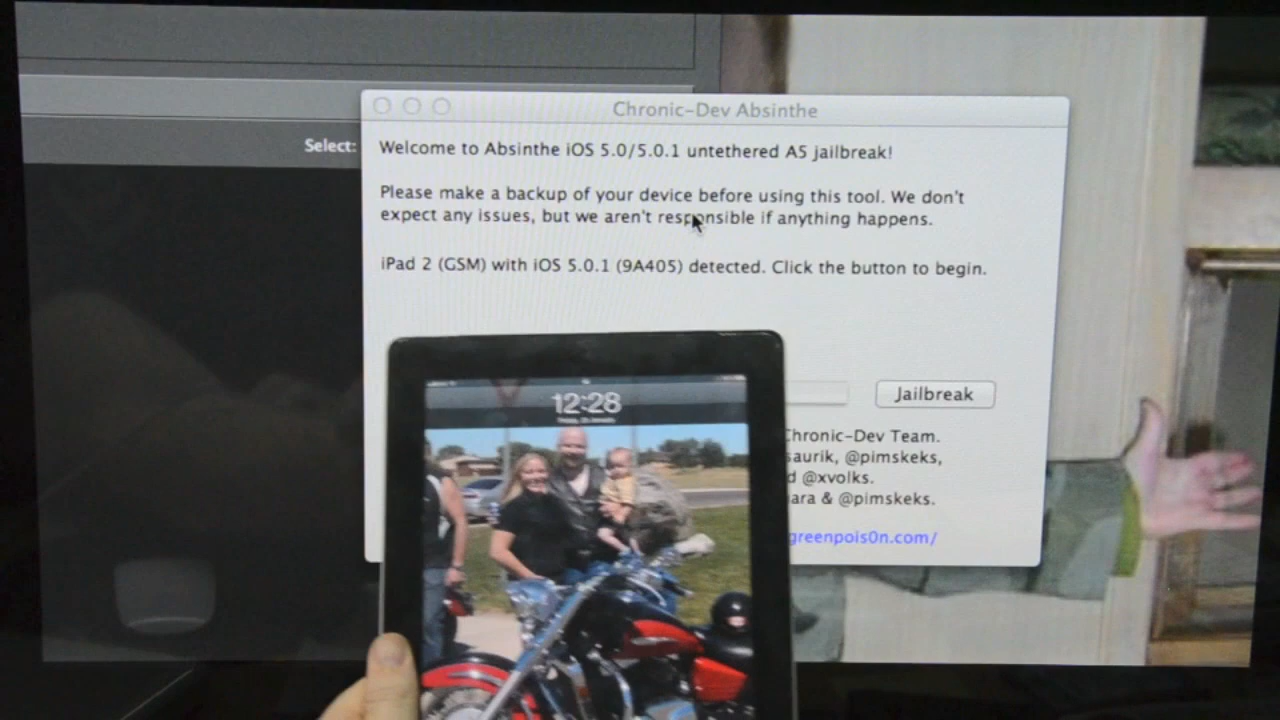 Chronic-Dev Absinthe
Select:
Welcome to Absinthe iOS 5.0/5.0.1 untethered A5 jailbreak!
Please make a backup of your device before using this tool. We don't
expect any issues, but we aren't responsible if anything happens.
iPad 2 (GSM) with iOS 5.0.1 (9A405) detected. Click the button to begin.
Jailbreak
12:28
Chronic-Dev Team.
saurik, @pimskeks,
@xvolks.
& @pimskeks.
greenpois0n.com/